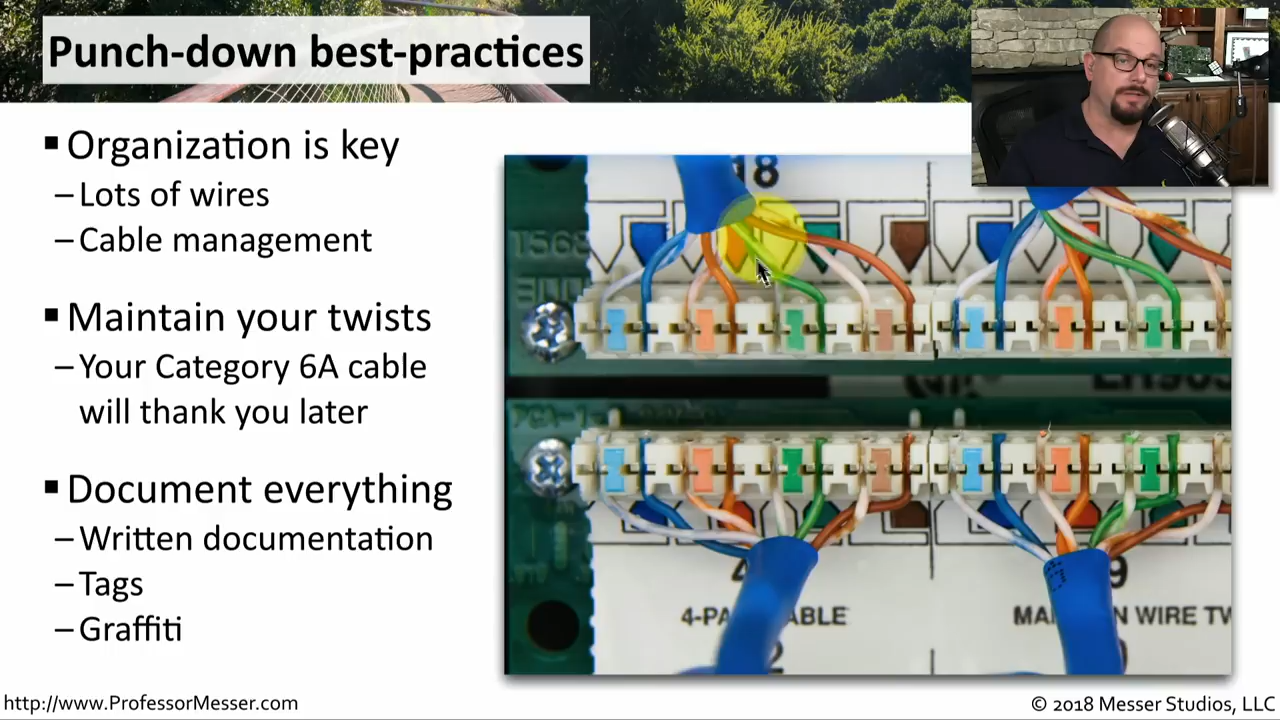 Punch-down best-practices
▪ Organization is key
– Lots of wires
– Cable management
▪ Maintain your twists
– Your Category 6A cable
will thank you later
▪ Document everything
– Written documentation
– Tags
– Graffiti
18
4-PA ABLE
MA N WIRE TW
9
2
http://www.ProfessorMesser.com
© 2018 Messer Studios, LLC